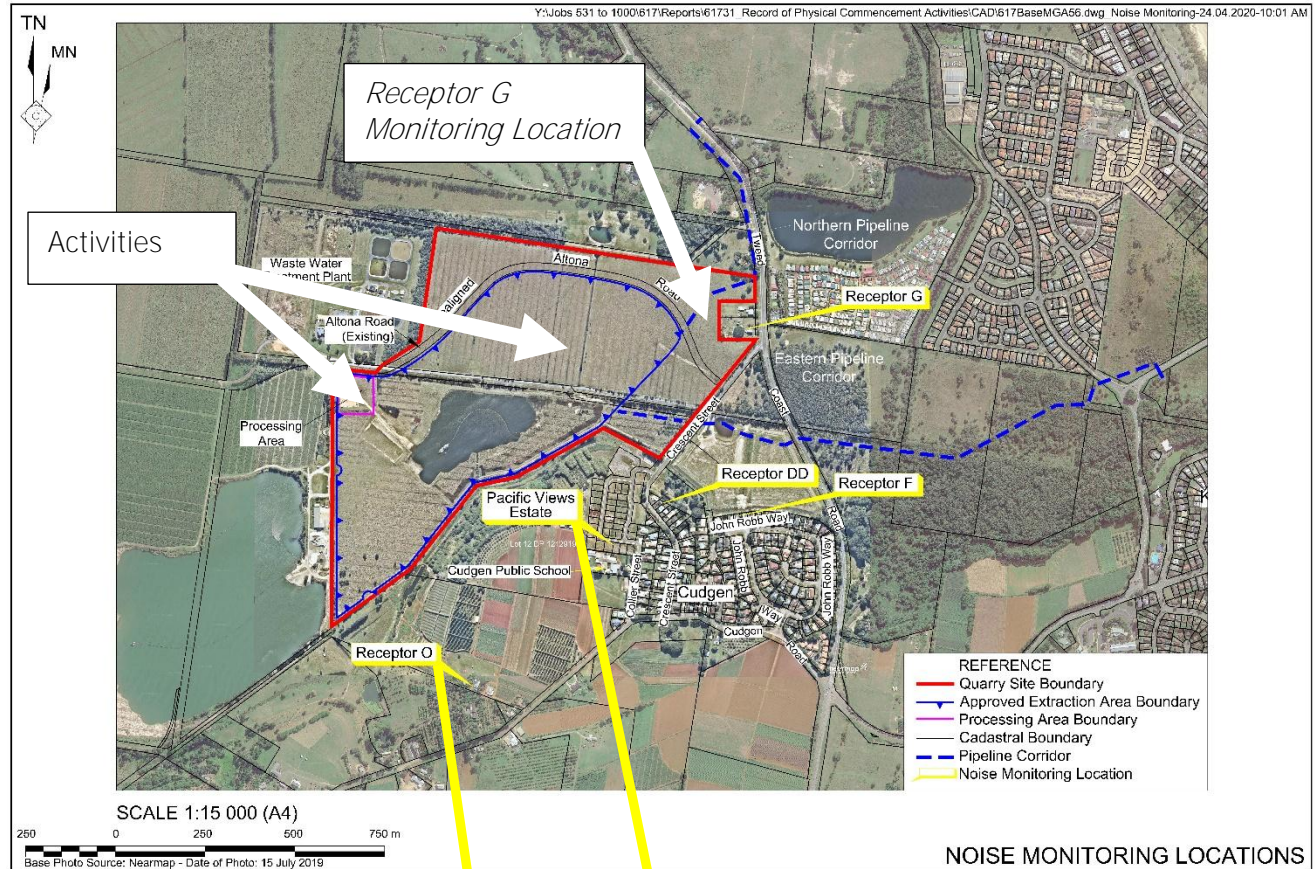 Y:\Jobs 531 to 1000\617\Reports\61731_Record of Physical Commencement Activities\CAD\617BaseMGA56.dwg_Noise Monitoring-24.04.2020-10:01 AM
TN
MN
Receptor G
Monitoring Location
Activities
Waste Water
Treatment Plant
Altona
Road
Realigned
Altona Road
(Existing)
Tweed
Northern Pipeline
Corridor
Receptor G
Eastern Pipeline
Corridor
Coast
Road
Processing
Area
Crescent Street
Receptor DD
Receptor F
Pacific Views
Estate
John Robb Way
Cudgen Public School
Collier Street
Crescent Street
John Robb
Way
John Robb Way
Cudgen
Cudgen
Road
Receptor O
REFERENCE
Quarry Site Boundary
Approved Extraction Area Boundary
Processing Area Boundary
Cadastral Boundary
Pipeline Corridor
Noise Monitoring Location
SCALE 1:15 000 (A4)
250 0 250 500 750 m
Base Photo Source: Nearmap - Date of Photo: 15 July 2019
NOISE MONITORING LOCATIONS